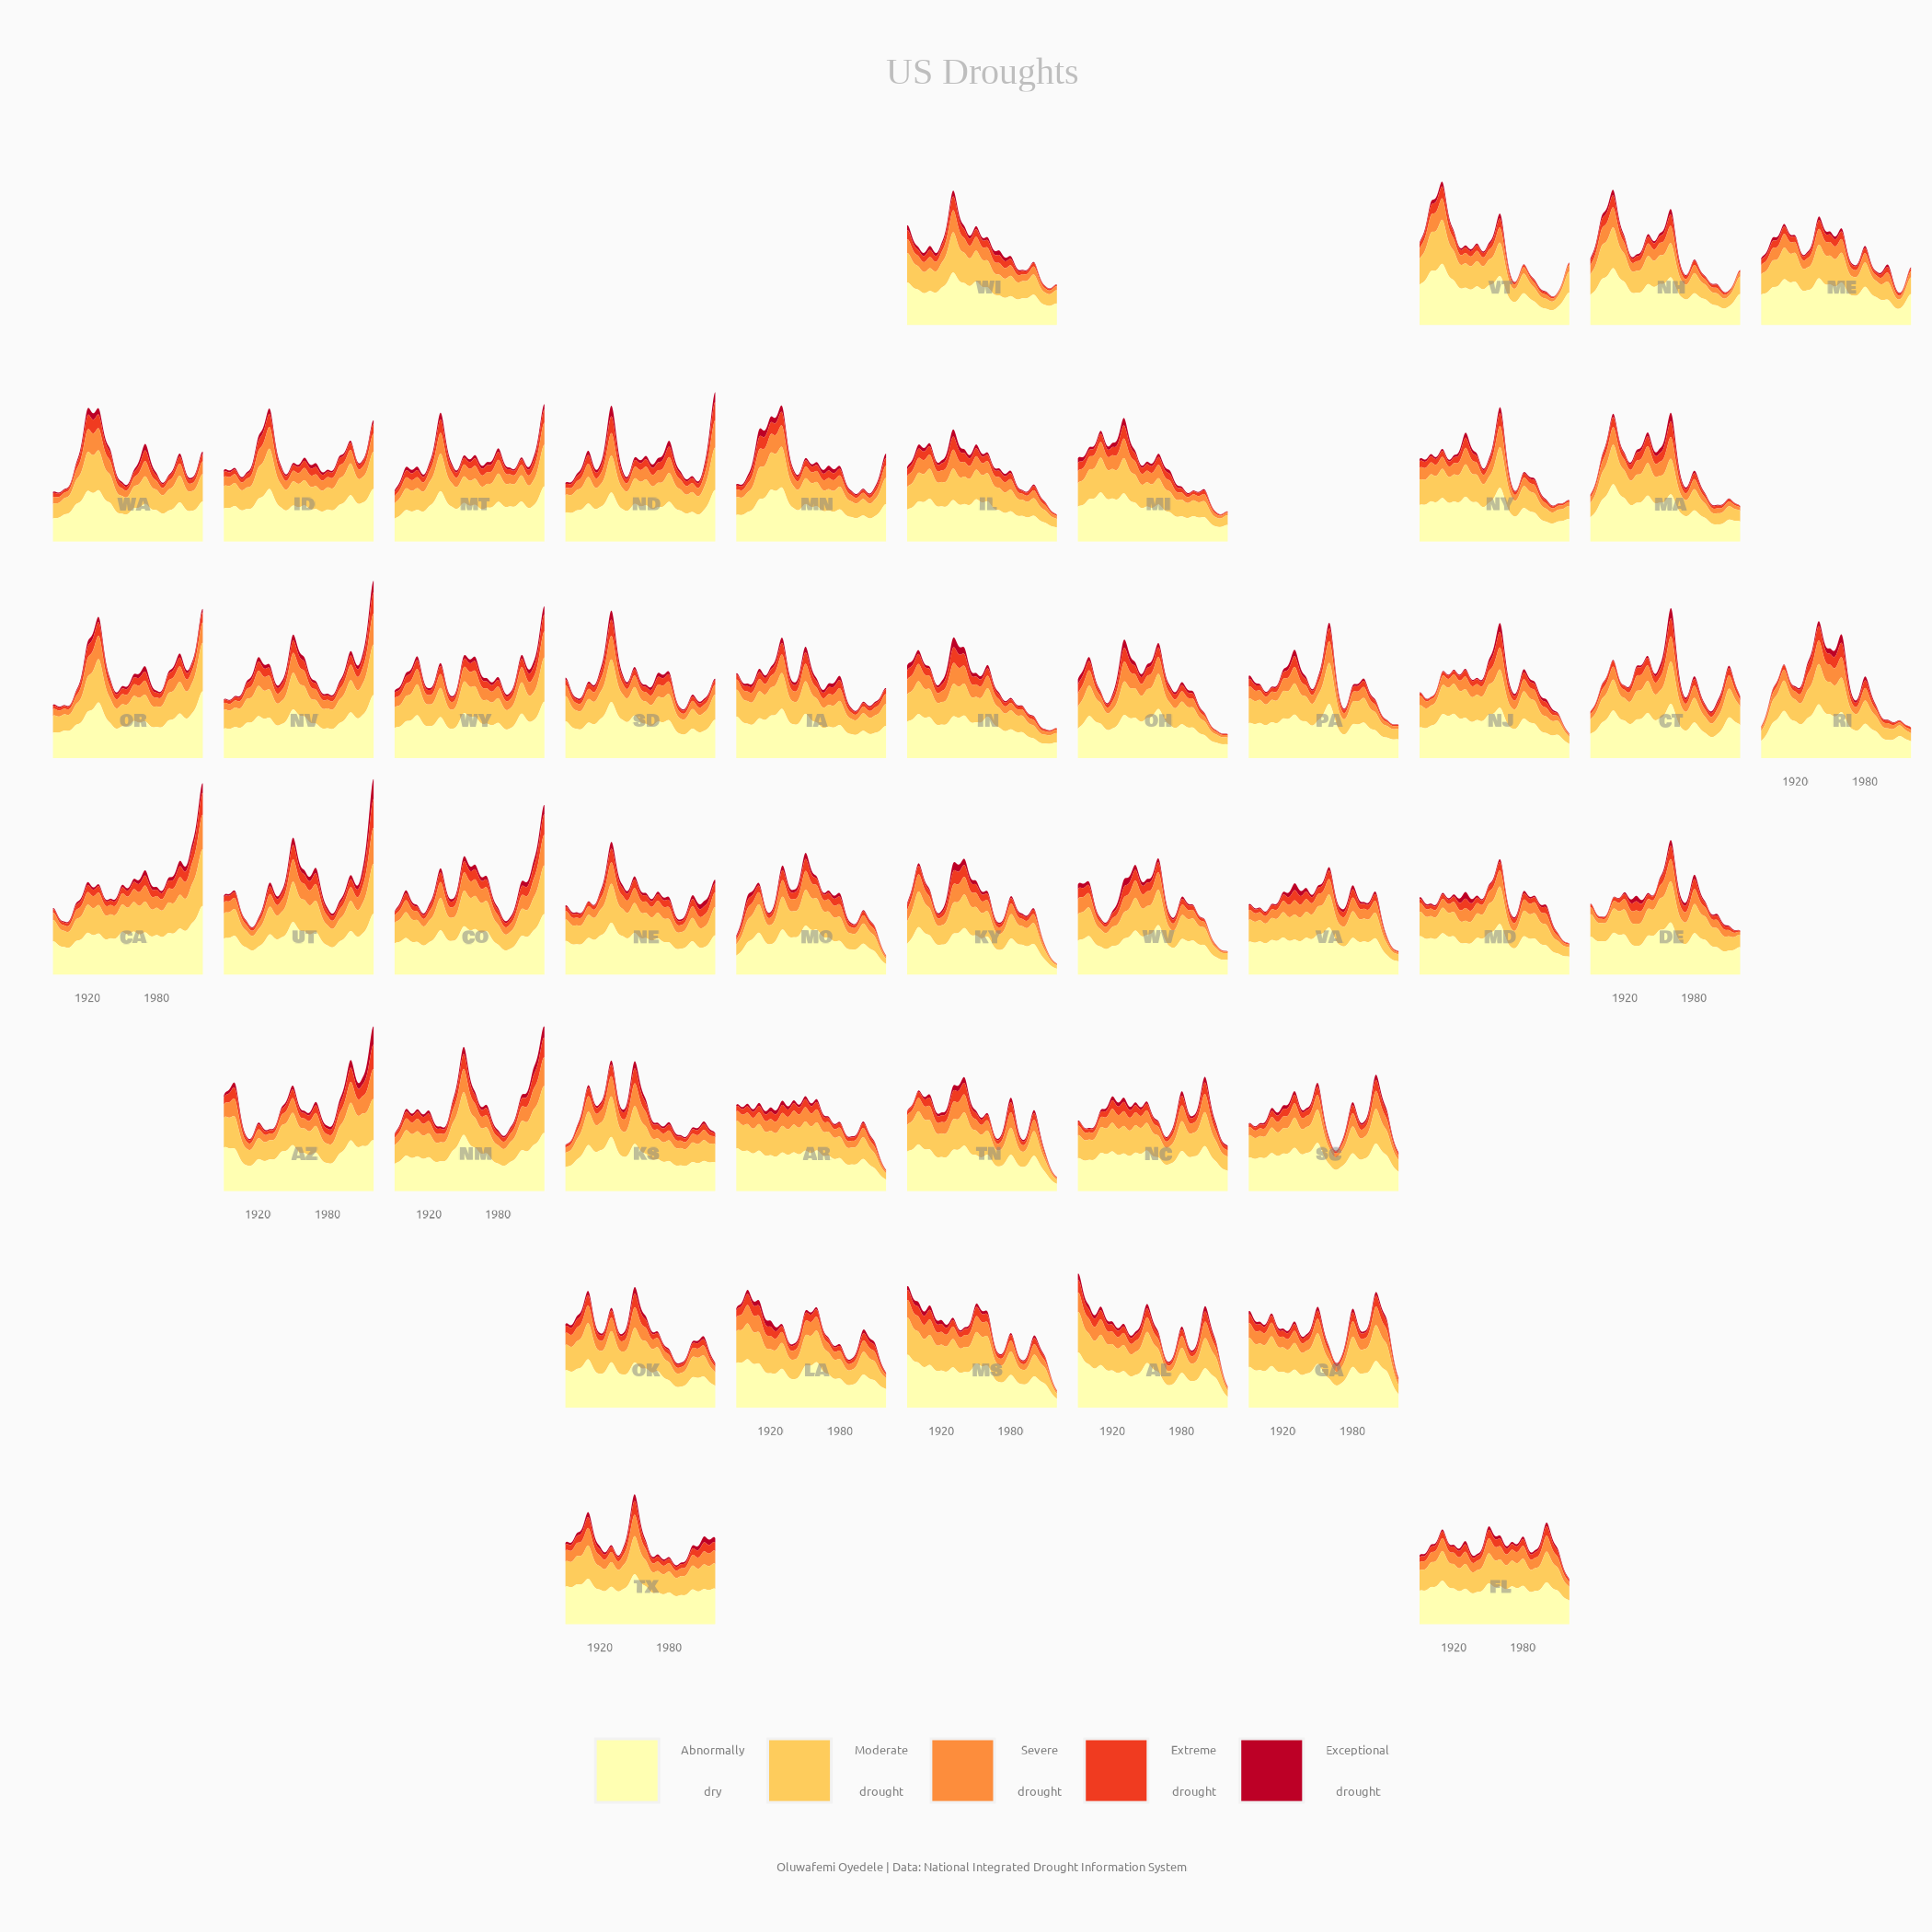 US Droughts
WI
VT
NH
ME
WA
ID
MT
ND
MN
IL
MI
NY
MA
OR
NV
WY
SD
IA
IN
OH
PA
NJ
CT
RI
1920 1980
CA
UT
CO
NE
MO
KY
WV
VA
MD
DE
1920 1980
1920 1980
AZ
NM
KS
AR
TN
NC
SC
1920 1980
1920 1980
OK
LA
MS
AL
GA
1920 1980
1920 1980
1920 1980
1920 1980
TX
FL
1920 1980
1920 1980
Abnormally
dry
Moderate
drought
Severe
drought
Extreme
drought
Exceptional
drought
Oluwafemi Oyedele | Data: National Integrated Drought Information System